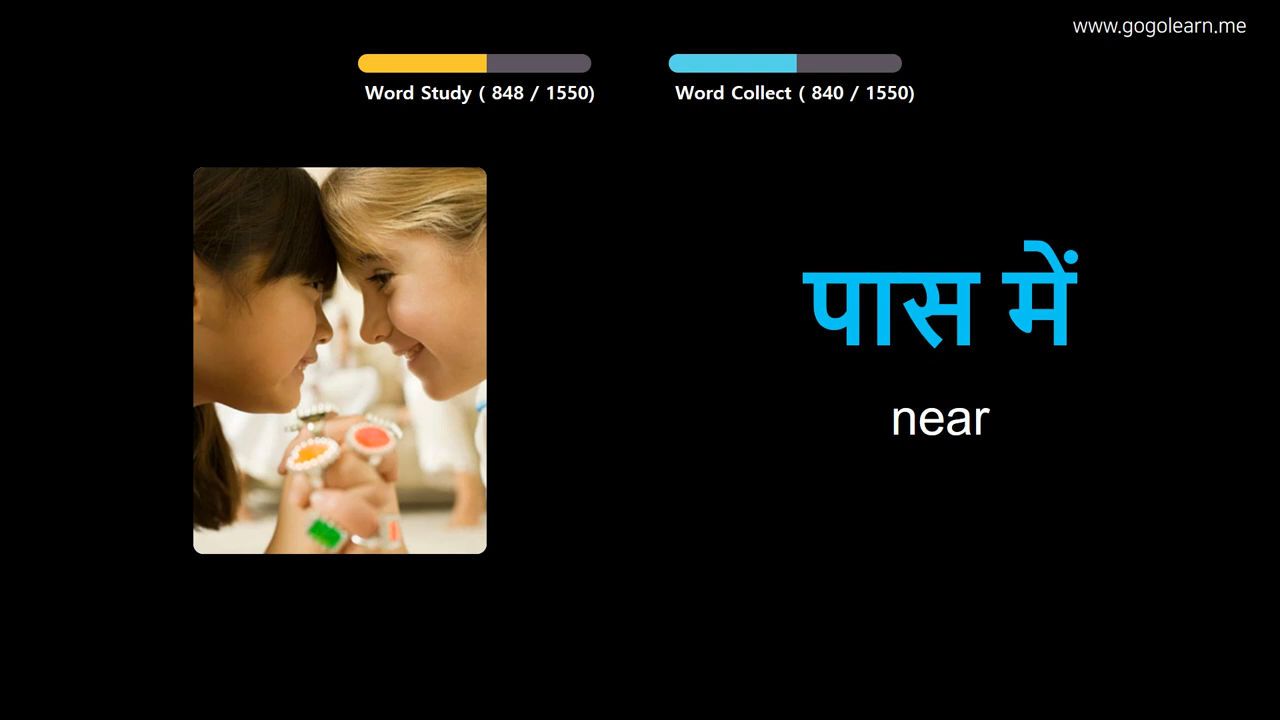 www.gogolearn.me
Word Study ( 848 / 1550)
Word Collect ( 840 / 1550)
पास में
near